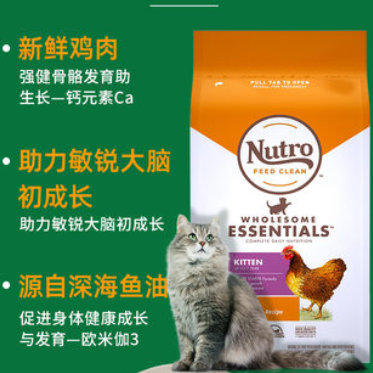 新鲜鸡肉
强健骨骼发育助
生长—钙元素Ca
助力敏锐大脑
初成长
助力敏锐大脑初成长
源自深海鱼油
促进身体健康成长
与发育—欧米伽3
PULL TAB TO OPEN
Nutro
FEED CLEAN
WHOLESOME
ESSENTIALS
COMPLETE DAILY NUTRITION
KITTEN
Recipe